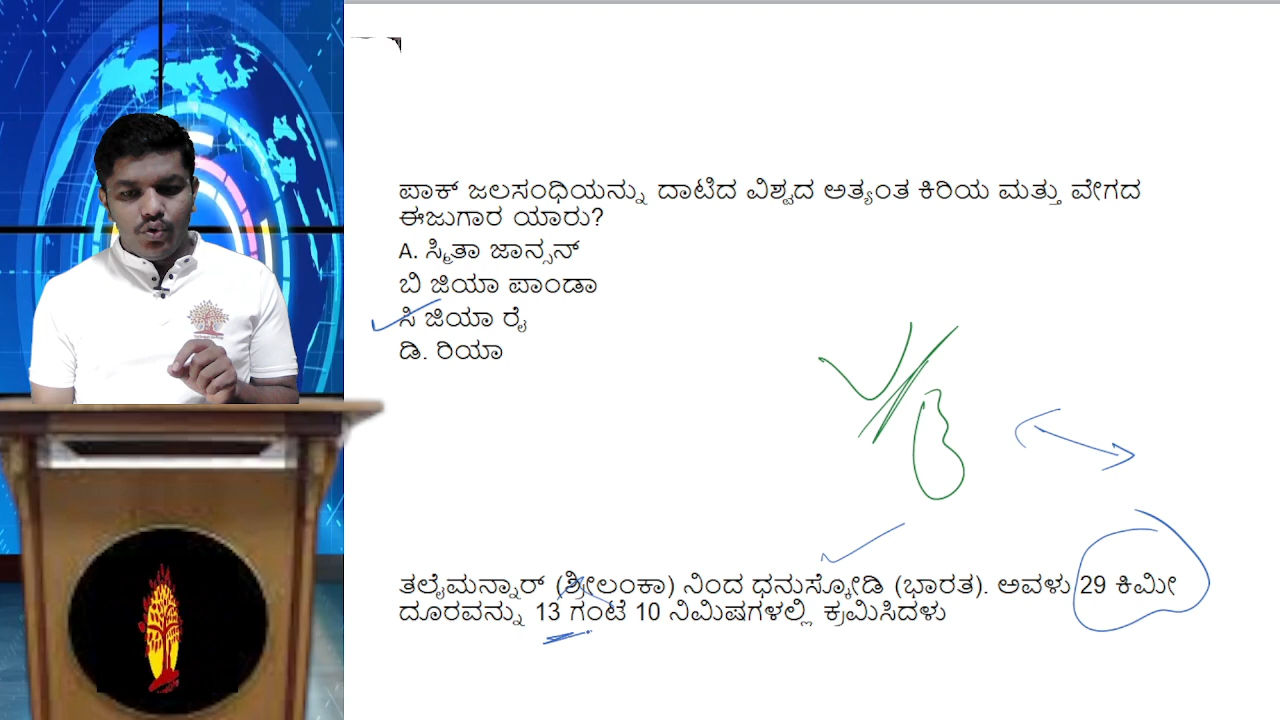 ಪಾಕ್ ಜಲಸಂಧಿಯನ್ನು ದಾಟಿದ ವಿಶ್ವದ ಅತ್ಯಂತ ಕಿರಿಯ ಮತ್ತು ವೇಗದ
ಈಜುಗಾರ ಯಾರು?
A. ಸ್ಮಿತಾ ಜಾನ್ಸನ್
ಬಿ ಜಿಯಾ ಪಾಂಡಾ
ಸಿ ಜಿಯಾ ರೈ
ಡಿ. ರಿಯಾ
ತಲೈಮನ್ನಾರ್ (ಶ್ರೀಲಂಕಾ) ನಿಂದ ಧನುಸ್ಕೋಡಿ (ಭಾರತ). ಅವಳು 29 ಕಿಮೀ
ದೂರವನ್ನು 13 ಗಂಟೆ 10 ನಿಮಿಷಗಳಲ್ಲಿ ಕ್ರಮಿಸಿದಳು